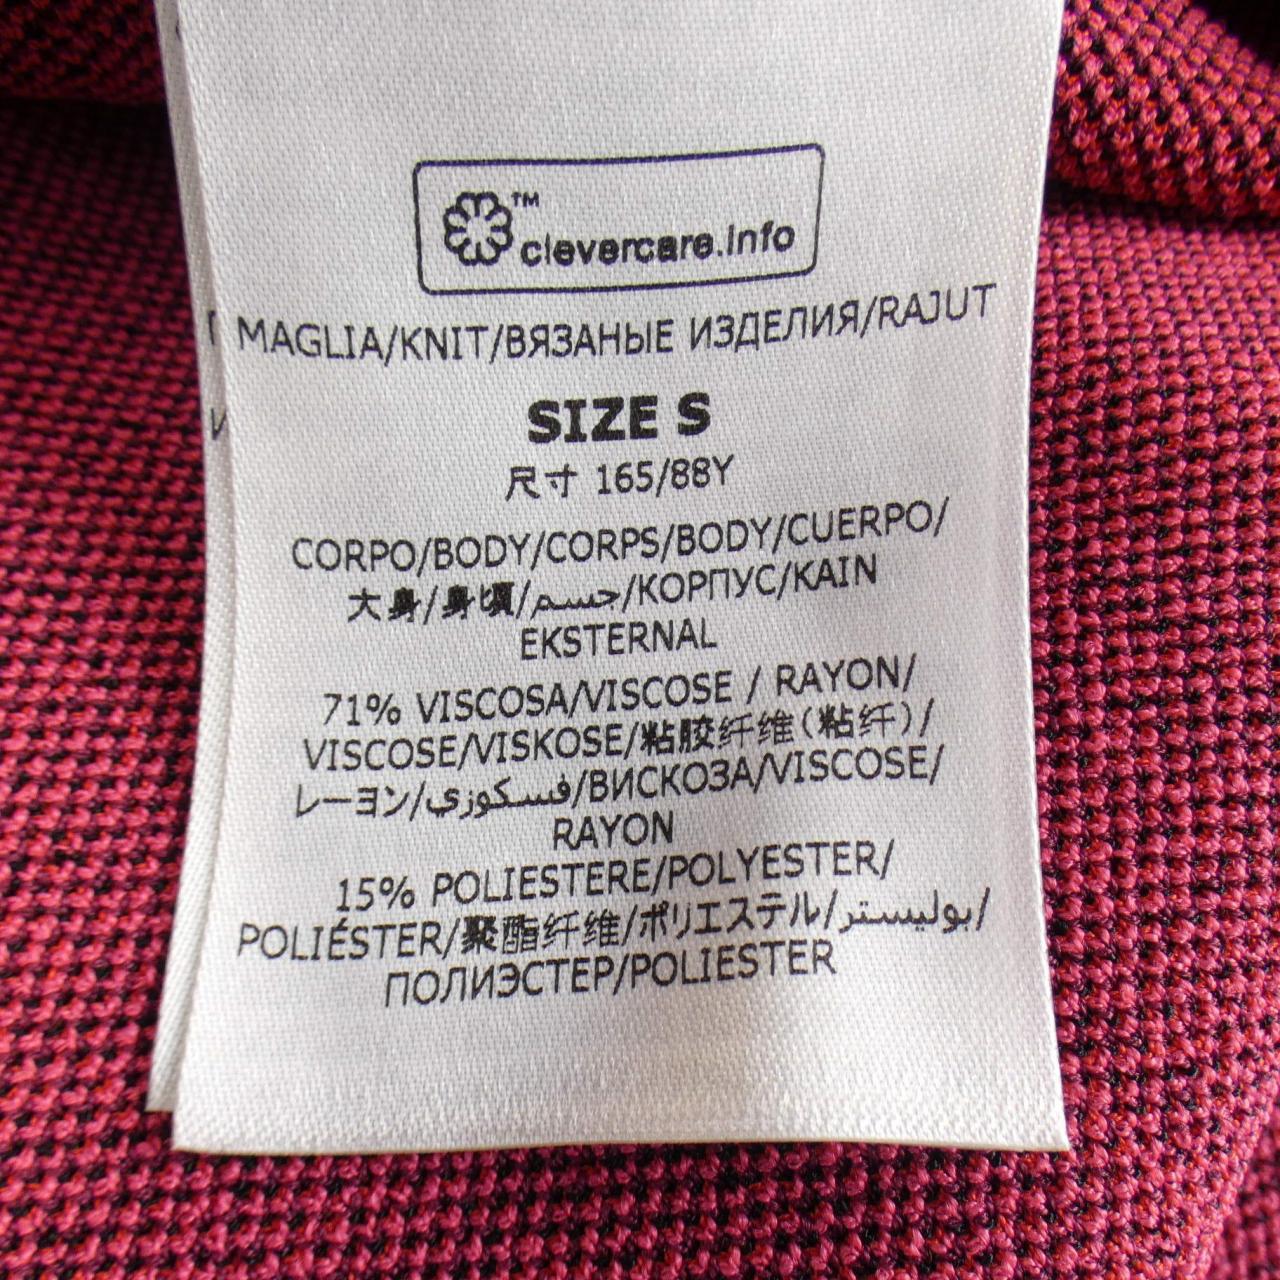 ™
clevercare.info
MAGLIA/KNIT/ВЯЗАНЫЕ ИЗДЕЛИЯ/RAJUT
SIZE S
尺寸 165/88Y
CORPO/BODY/CORPS/BODY/CUERPO/
大身/身頃/جسم/КОРПУС/KAIN
EKSTERNAL
71% VISCOSA/VISCOSE / RAYON/
VISCOSE/VISKOSE/粘胶纤维(粘纤)/
レーヨン/فسكوزي/ВИСКОЗА/VISCOSE/
RAYON
15% POLIESTERE/POLYESTER/
POLIÉSTER/聚酯纤维/ポリエステル/بوليستر/
ПОЛИЭСТЕР/POLIESTER